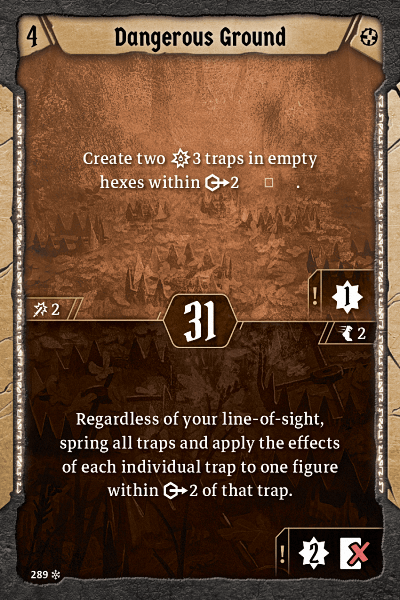 4
Dangerous Ground
Create two 3 traps in empty
hexes within 2 □ .
! 1
2
31
2
Regardless of your line-of-sight,
spring all traps and apply the effects
of each individual trap to one figure
within 2 of that trap.
! 2
289